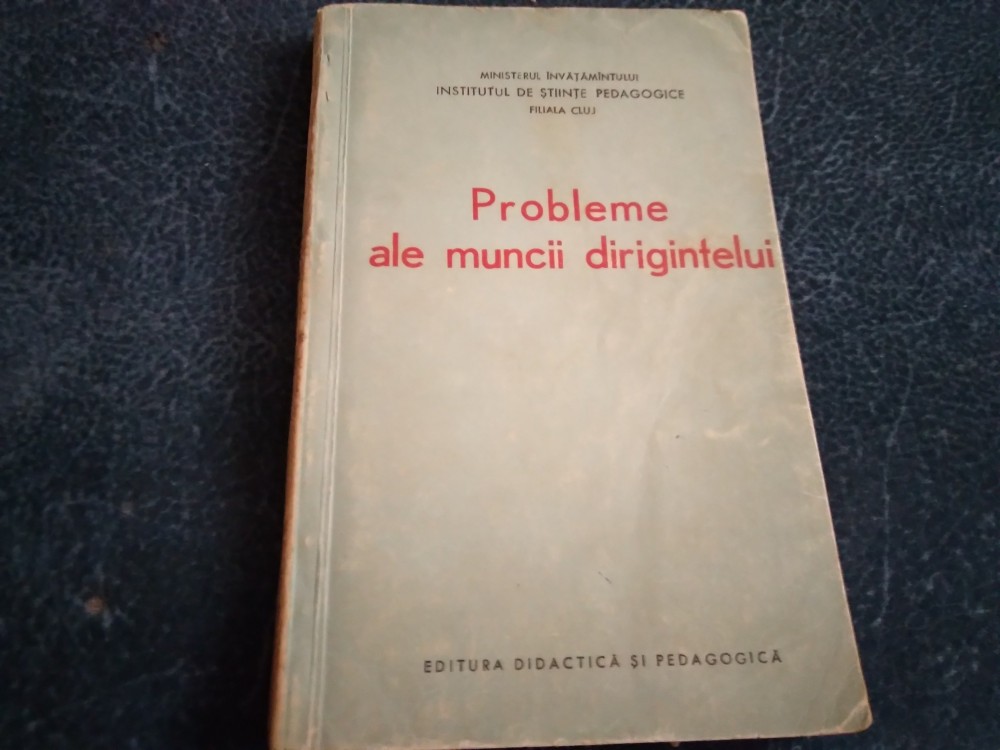 MINISTERUL ÎNVĂŢĂMÎNTULUI
INSTITUTUL DE ŞTIINŢE PEDAGOGICE
FILIALA CLUJ
Probleme
ale muncii dirigintelui
EDITURA DIDACTICĂ ŞI PEDAGOGICĂ